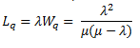 L_q = λW_q = λ² / μ(μ − λ)